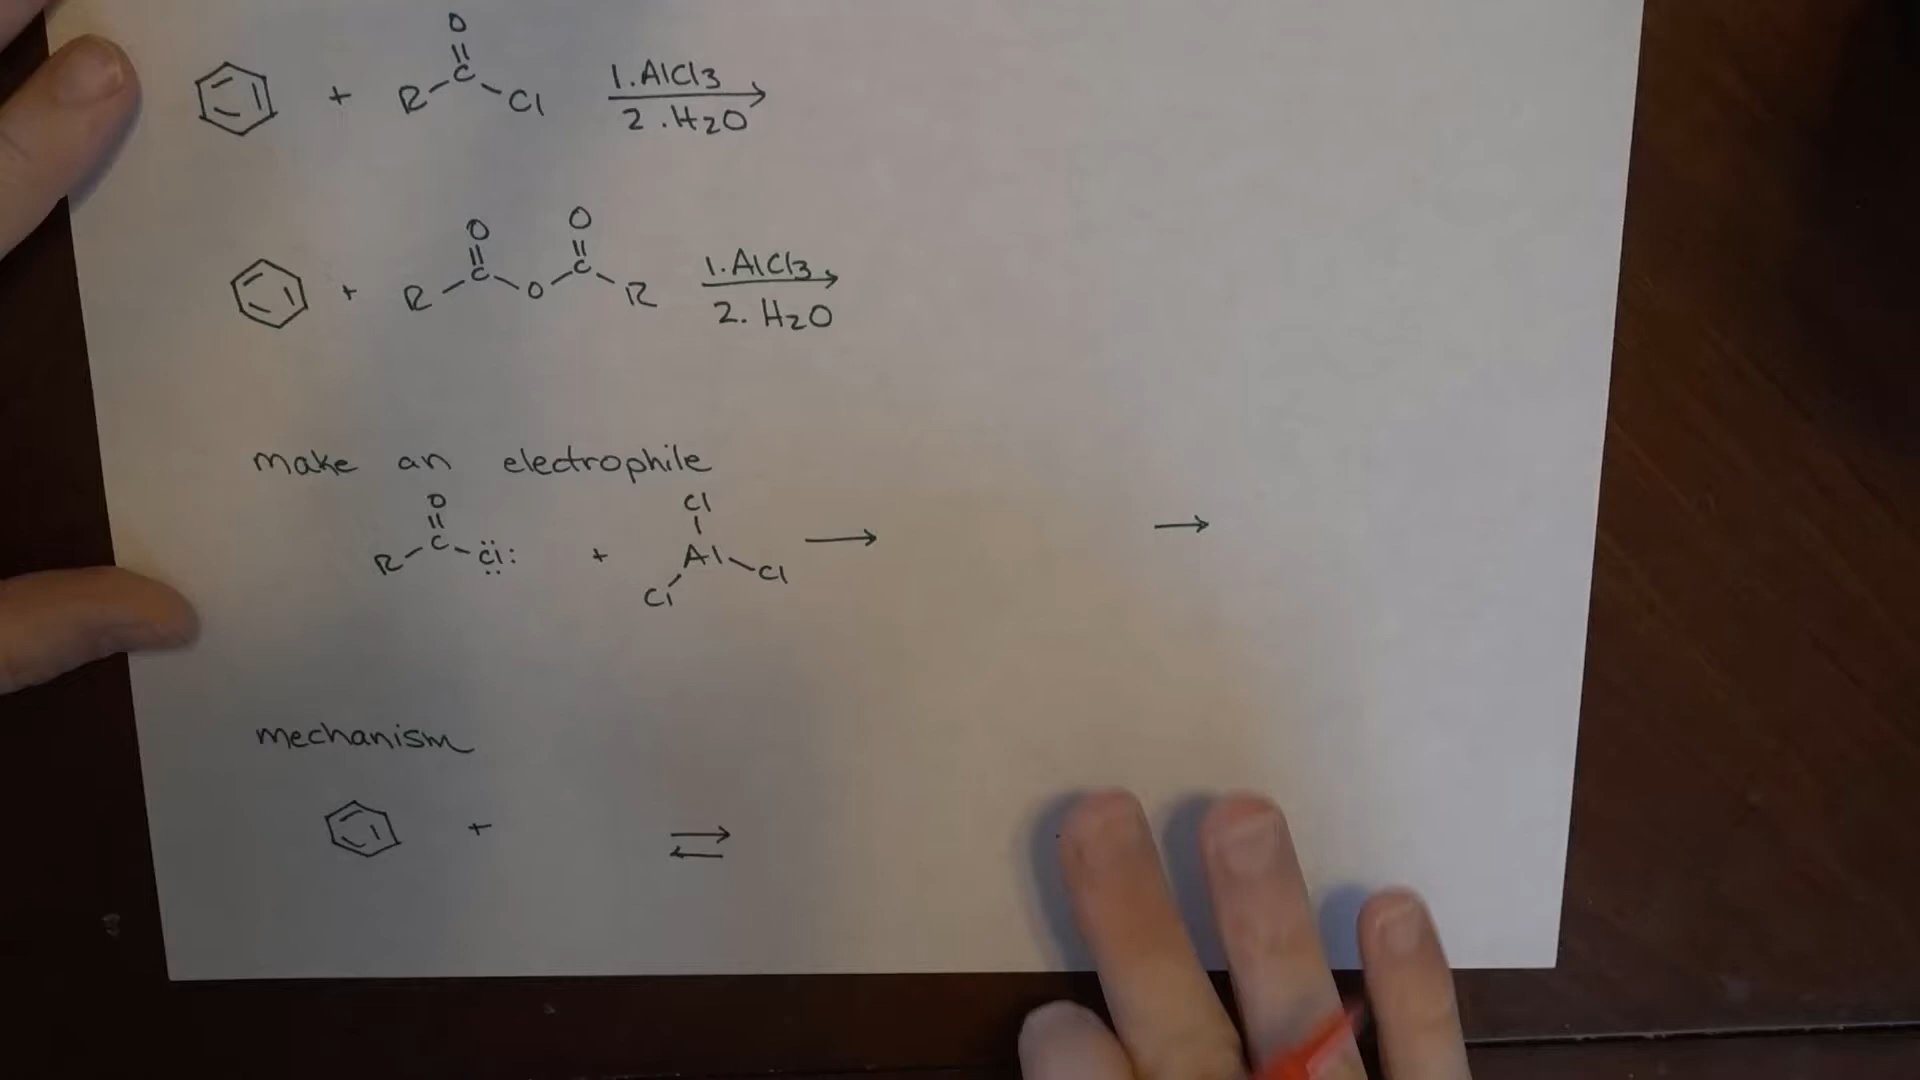 O
+ R C Cl 1. AlCl3
2. H2O
O O
+ R C O C R 1. AlCl3
2. H2O
make an electrophile
O Cl
R C Cl: + Al Cl
Cl
mechanism
+